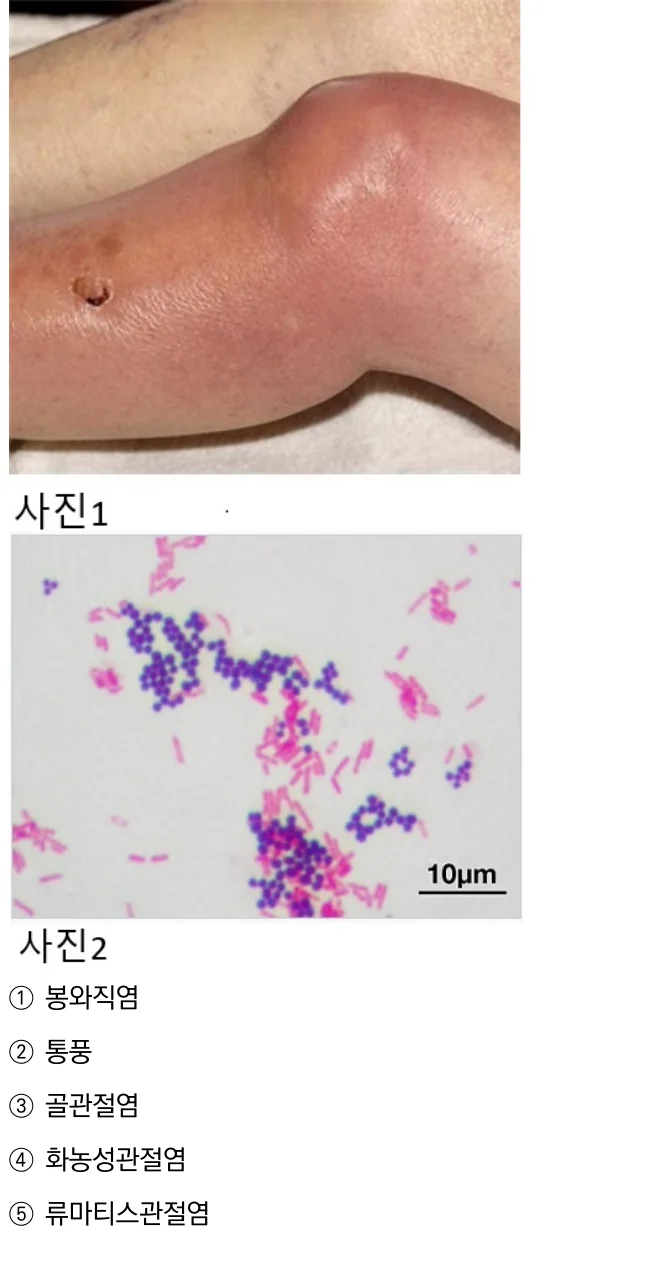 사진1
10µm
사진2
① 봉와직염
② 통풍
③ 골관절염
④ 화농성관절염
⑤ 류마티스관절염